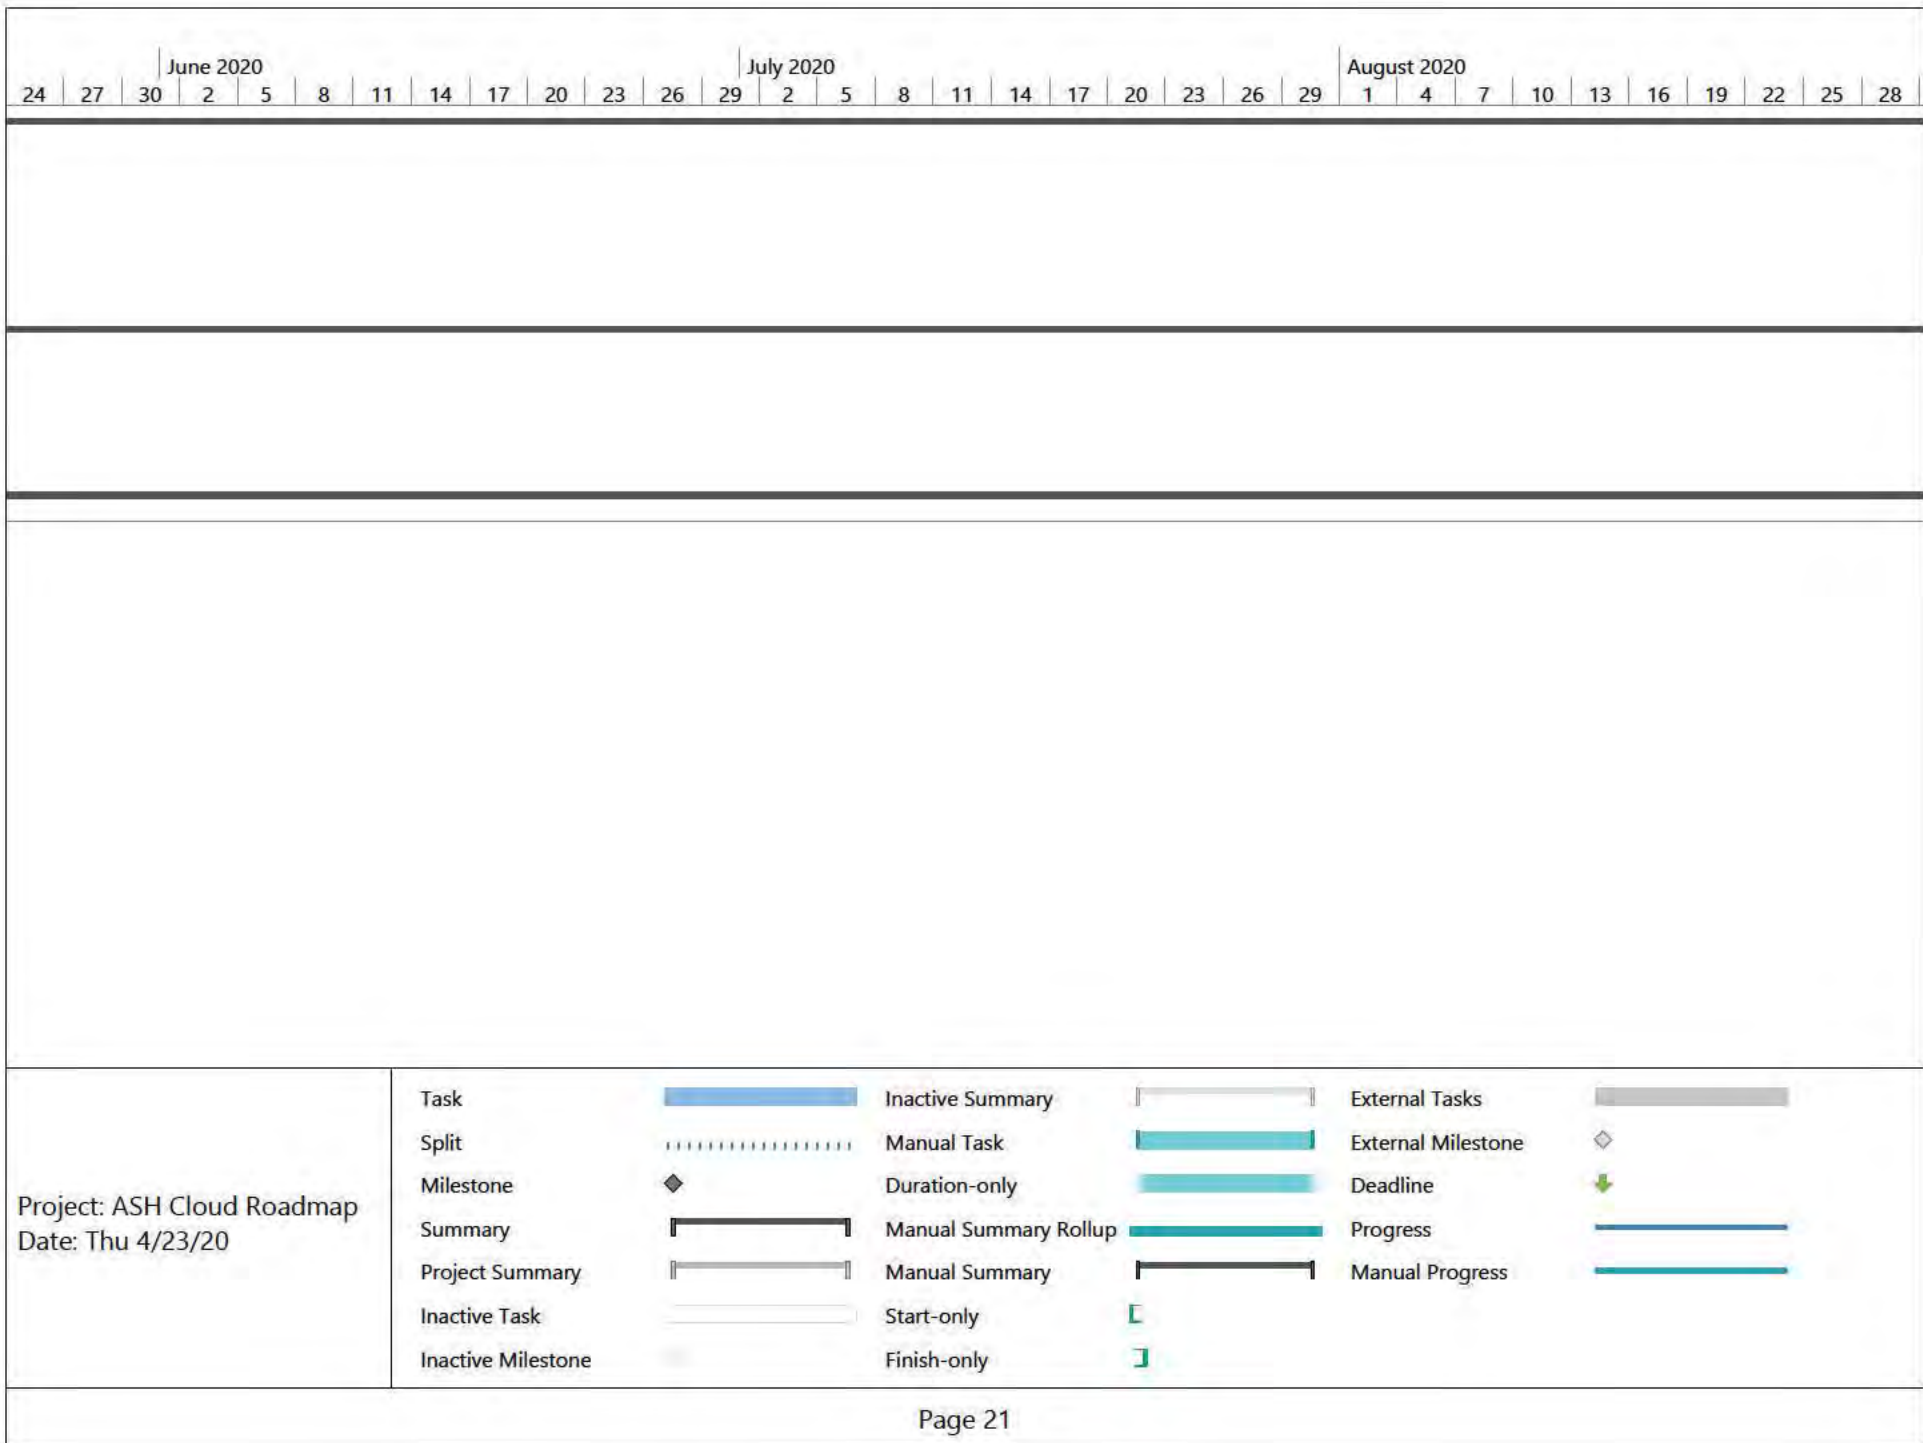 June 2020 July 2020 August 2020
24 27 30 2 5 8 11 14 17 20 23 26 29 2 5 8 11 14 17 20 23 26 29 1 4 7 10 13 16 19 22 25 28
Project: ASH Cloud Roadmap
Date: Thu 4/23/20
Task
Split
Milestone
Summary
Project Summary
Inactive Task
Inactive Milestone
Inactive Summary
Manual Task
Duration-only
Manual Summary Rollup
Manual Summary
Start-only
Finish-only
External Tasks
External Milestone
Deadline
Progress
Manual Progress
Page 21